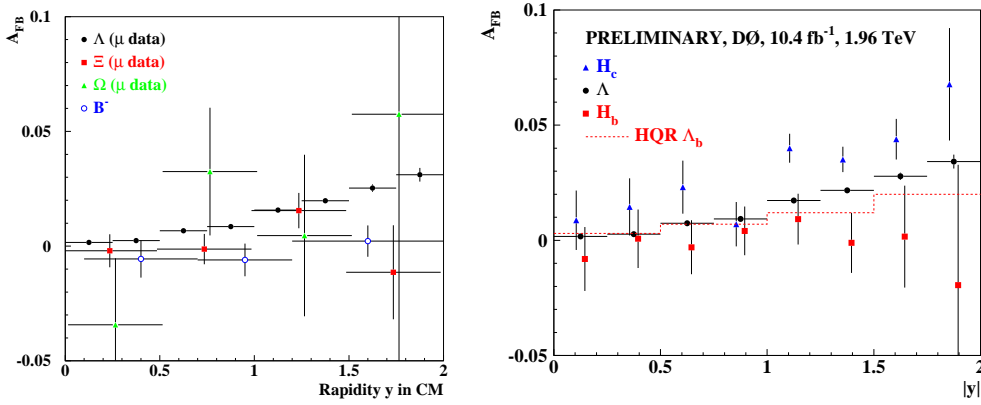 A_FB
0.1
0.05
0
-0.05
Λ (μ data)
Ξ (μ data)
Ω (μ data)
B⁻
0 0.5 1 1.5 2
Rapidity y in CM
A_FB
0.1
0.05
0
-0.05
PRELIMINARY, DØ, 10.4 fb⁻¹, 1.96 TeV
H_c
Λ
H_b
HQR Λ_b
0 0.5 1 1.5 2
|y|